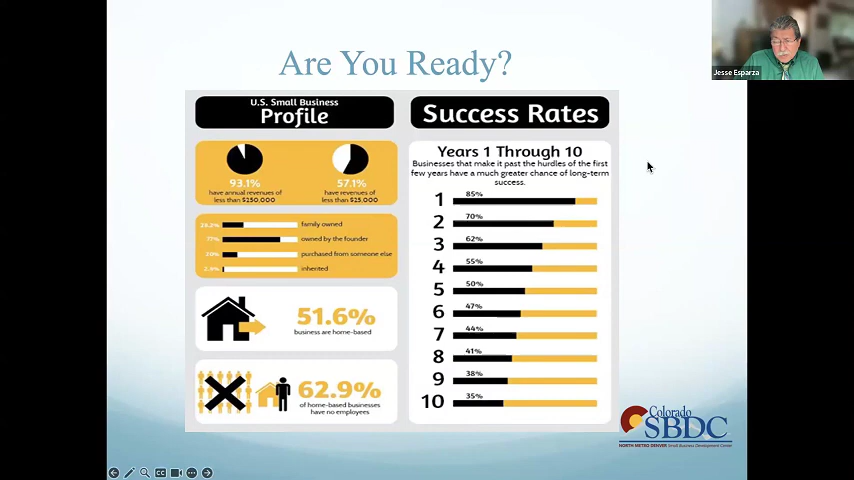 Are You Ready?
Jesse Esparza
U.S. Small Business
Profile
93.1%
have annual revenues of
less than $250,000
57.1%
have revenues of
less than $25,000
family owned
owned by the founder
20%
purchased from someone else
inherited
51.6%
business are home-based
62.9%
of home-based businesses
have no employees
Success Rates
Years 1 Through 10
Businesses that make it past the hurdles of the first
few years have a much greater chance of long-term
success.
1 85%
2 70%
3 62%
4 55%
5 50%
6 47%
7 44%
8 41%
9 38%
10 35%
Colorado
SBDC
NORTH METRO DENVER Small Business Development Center
CC